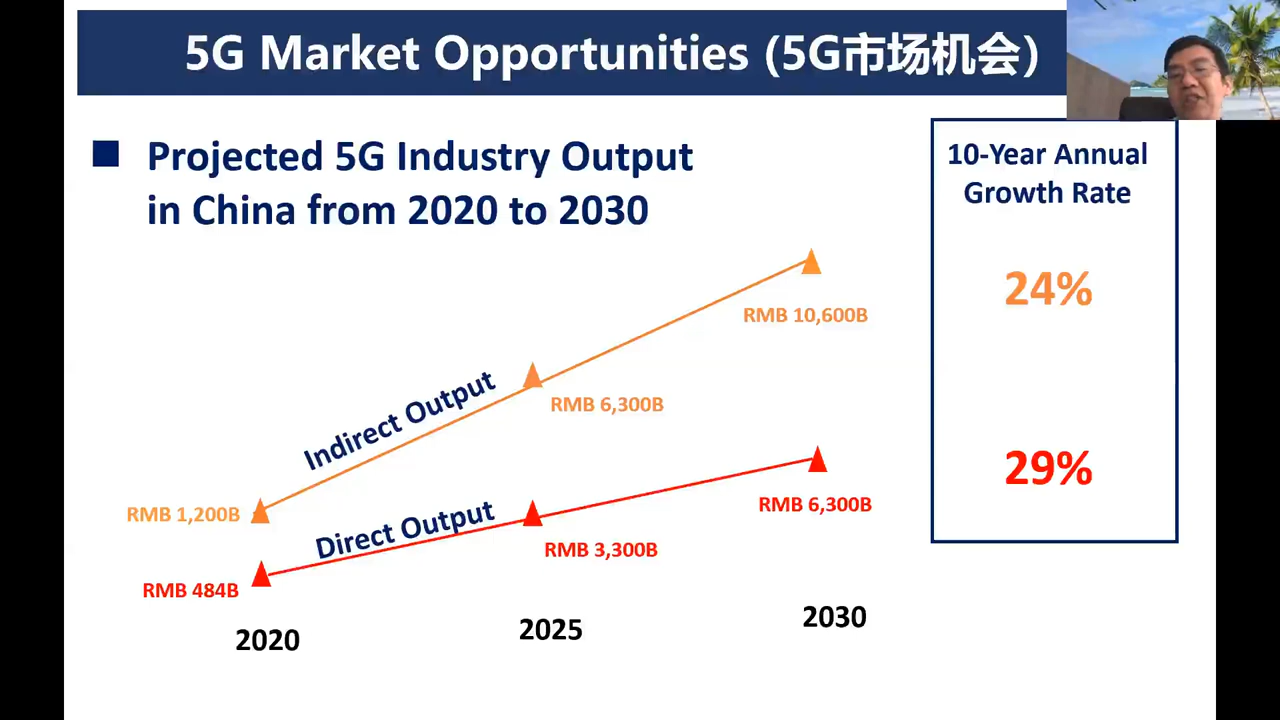 5G Market Opportunities (5G市场机会)
Projected 5G Industry Output
in China from 2020 to 2030
10-Year Annual
Growth Rate
24%
29%
RMB 10,600B
Indirect Output
RMB 6,300B
RMB 1,200B
Direct Output
RMB 6,300B
RMB 3,300B
RMB 484B
2020
2025
2030